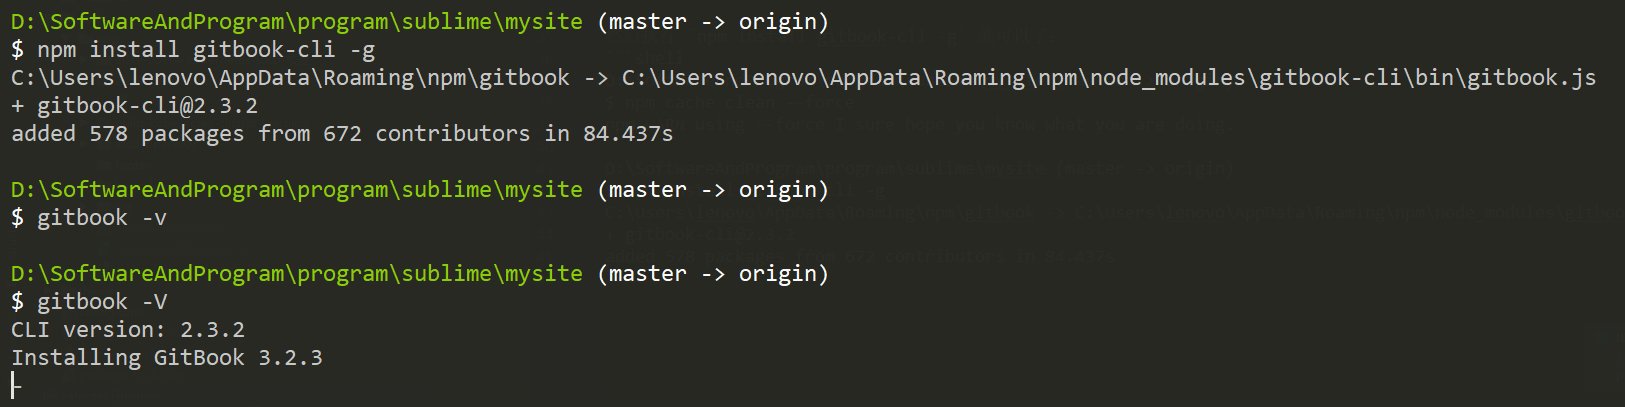 D:\SoftwareAndProgram\program\sublime\mysite (master -> origin)
$ npm install gitbook-cli -g
C:\Users\lenovo\AppData\Roaming\npm\gitbook -> C:\Users\lenovo\AppData\Roaming\npm\node_modules\gitbook-cli\bin\gitbook.js
+ gitbook-cli@2.3.2
added 578 packages from 672 contributors in 84.437s
D:\SoftwareAndProgram\program\sublime\mysite (master -> origin)
$ gitbook -v
D:\SoftwareAndProgram\program\sublime\mysite (master -> origin)
$ gitbook -V
CLI version: 2.3.2
Installing GitBook 3.2.3
-